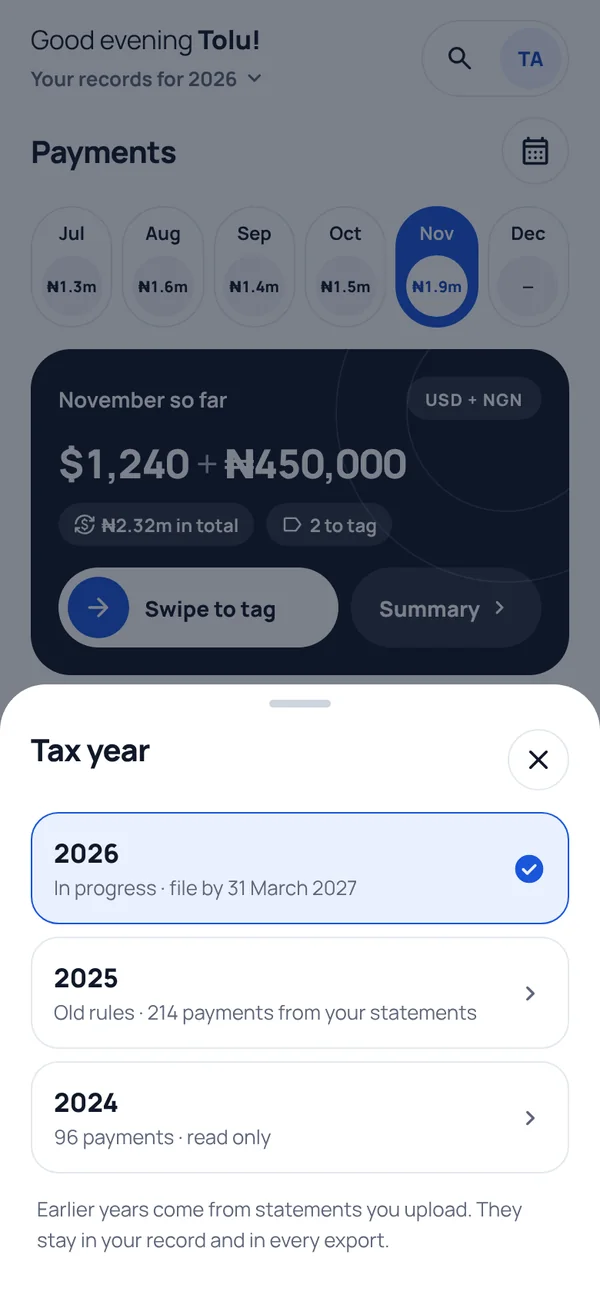 Good evening Tolu!
Your records for 2026
TA
Payments
Jul Aug Sep Oct Nov Dec
₦1.3m ₦1.6m ₦1.4m ₦1.5m ₦1.9m –
November so far
USD + NGN
$1,240 + ₦450,000
₦2.32m in total
2 to tag
Swipe to tag
Summary
Tax year
2026
In progress · file by 31 March 2027
2025
Old rules · 214 payments from your statements
2024
96 payments · read only
Earlier years come from statements you upload. They
stay in your record and in every export.